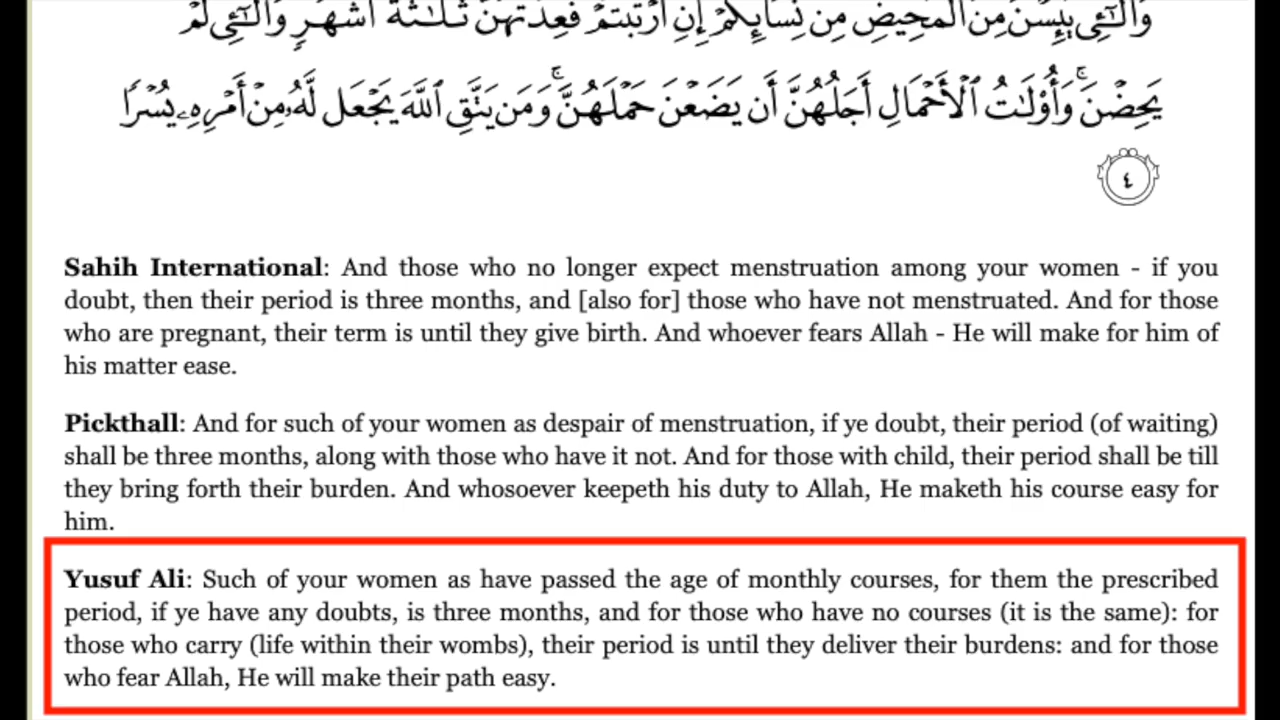 وَٱلَّـٰٓـِٔى يَئِسْنَ مِنَ ٱلْمَحِيضِ مِن نِّسَآئِكُمْ إِنِ ٱرْتَبْتُمْ فَعِدَّتُهُنَّ ثَلَـٰثَةُ أَشْهُرٍ وَٱلَّـٰٓـِٔى لَمْ
يَحِضْنَ ۚ وَأُو۟لَـٰتُ ٱلْأَحْمَالِ أَجَلُهُنَّ أَن يَضَعْنَ حَمْلَهُنَّ ۚ وَمَن يَتَّقِ ٱللَّهَ يَجْعَل لَّهُۥ مِنْ أَمْرِهِۦ يُسْرًا
٤
Sahih International: And those who no longer expect menstruation among your women - if you
doubt, then their period is three months, and [also for] those who have not menstruated. And for those
who are pregnant, their term is until they give birth. And whoever fears Allah - He will make for him of
his matter ease.
Pickthall: And for such of your women as despair of menstruation, if ye doubt, their period (of waiting)
shall be three months, along with those who have it not. And for those with child, their period shall be till
they bring forth their burden. And whosoever keepeth his duty to Allah, He maketh his course easy for
him.
Yusuf Ali: Such of your women as have passed the age of monthly courses, for them the prescribed
period, if ye have any doubts, is three months, and for those who have no courses (it is the same): for
those who carry (life within their wombs), their period is until they deliver their burdens: and for those
who fear Allah, He will make their path easy.